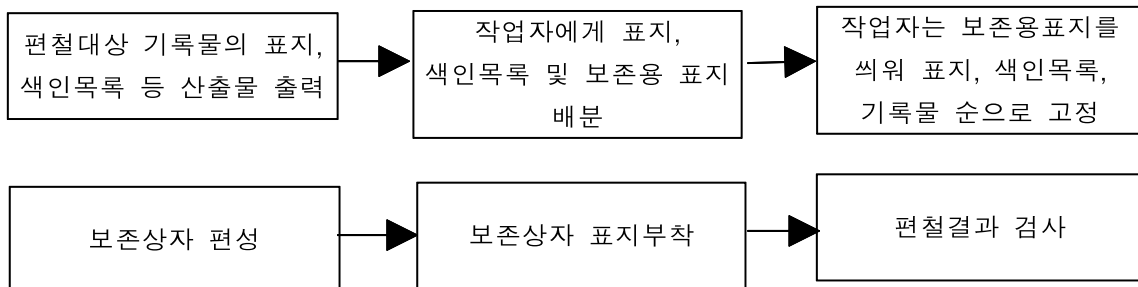 편철대상 기록물의 표지,
색인목록 등 산출물 출력
작업자에게 표지,
색인목록 및 보존용 표지
배분
작업자는 보존용표지를
씌워 표지, 색인목록,
기록물 순으로 고정
보존상자 편성
보존상자 표지부착
편철결과 검사